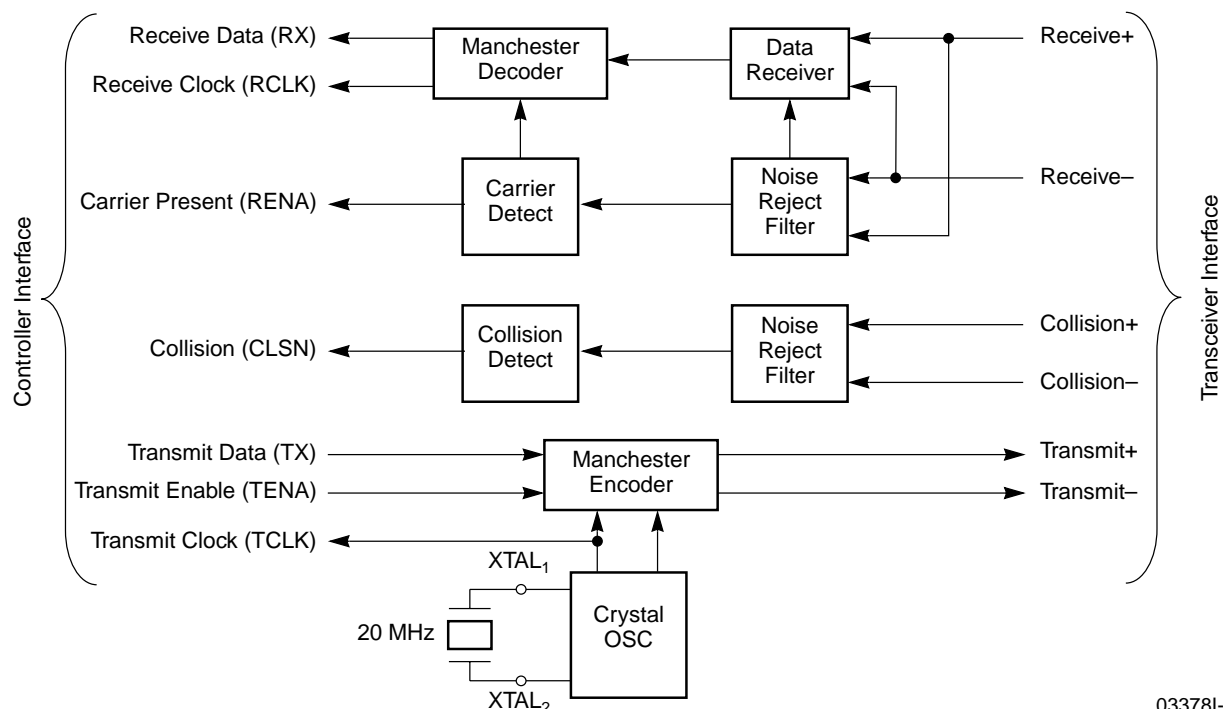 Receive Data (RX)
Receive Clock (RCLK)
Carrier Present (RENA)
Collision (CLSN)
Transmit Data (TX)
Transmit Enable (TENA)
Transmit Clock (TCLK)
Controller Interface
Manchester
Decoder
Data
Receiver
Carrier
Detect
Noise
Reject
Filter
Collision
Detect
Noise
Reject
Filter
Manchester
Encoder
XTAL₁
20 MHz
Crystal
OSC
XTAL₂
Receive+
Receive–
Collision+
Collision–
Transmit+
Transmit–
Transceiver Interface
03378I-